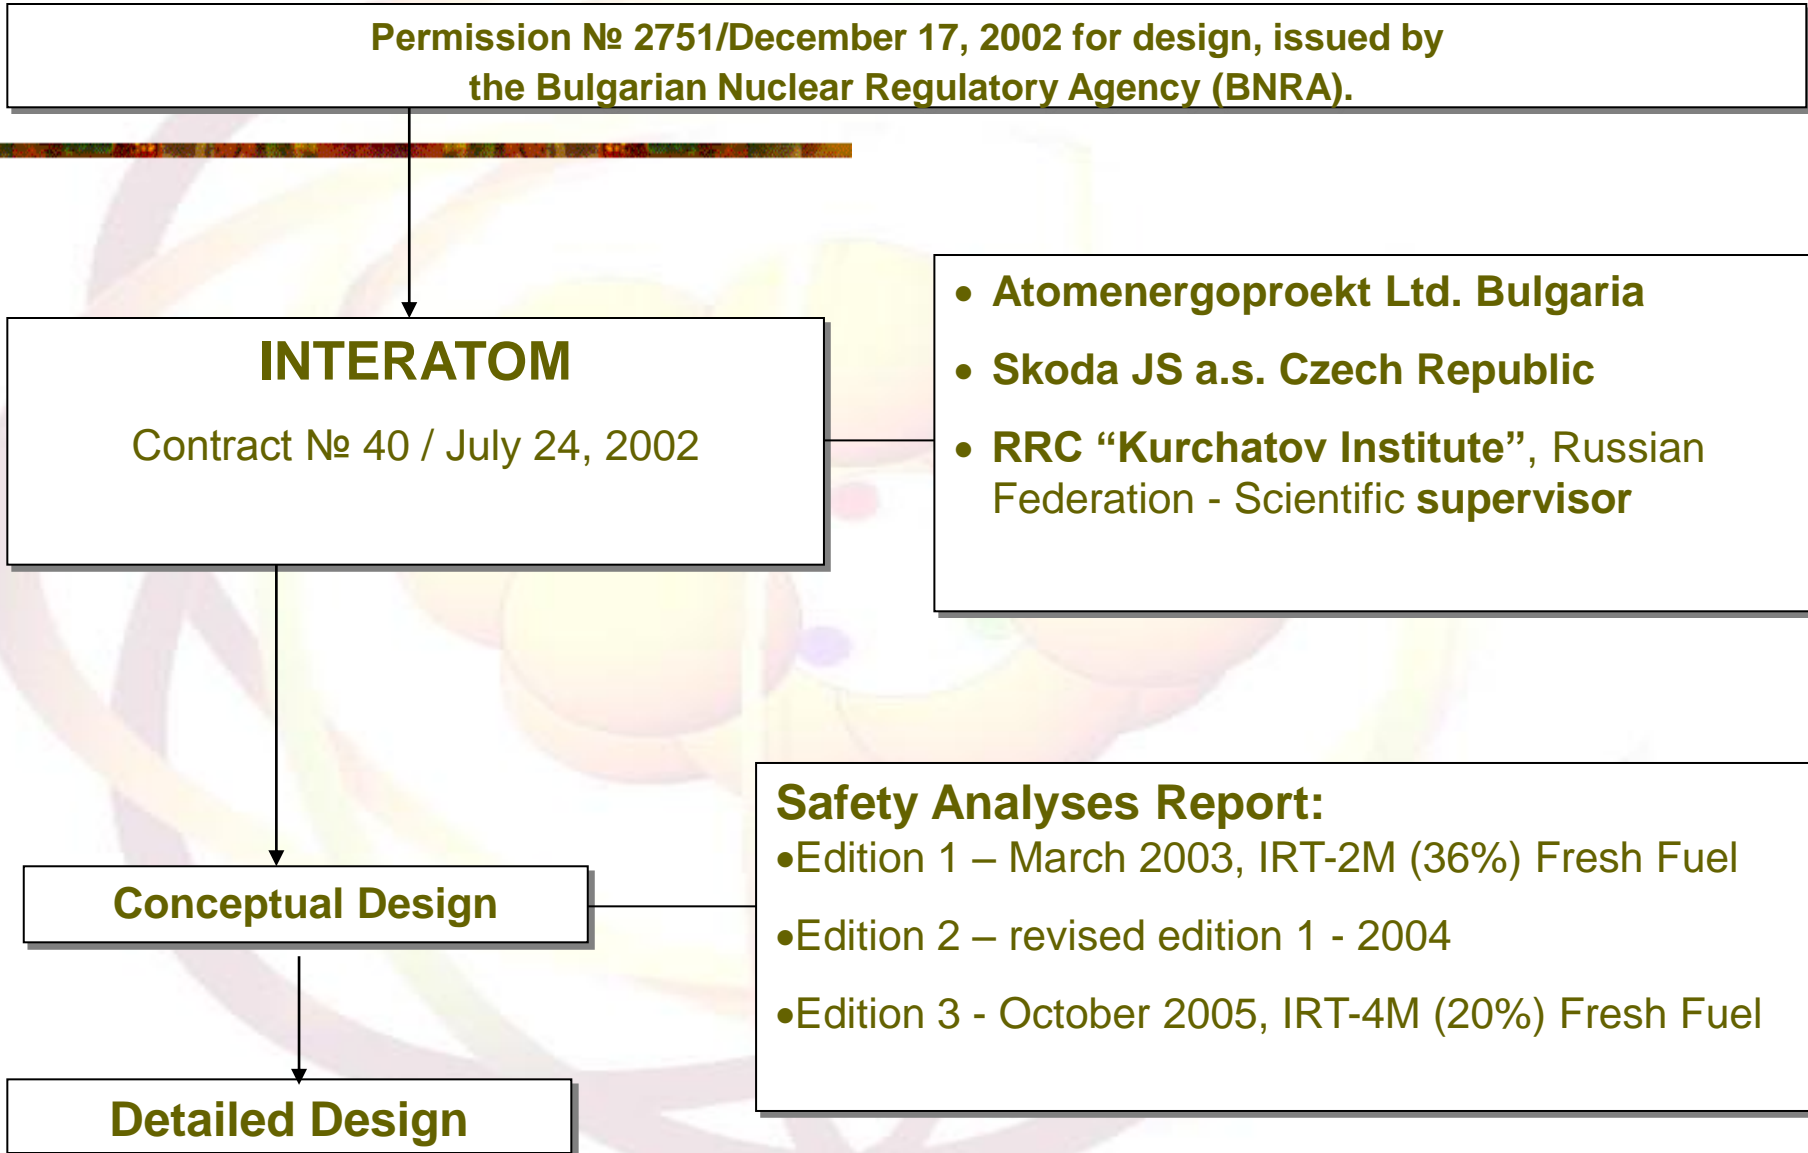 Permission № 2751/December 17, 2002 for design, issued by
the Bulgarian Nuclear Regulatory Agency (BNRA).
INTERATOM
Contract № 40 / July 24, 2002
• Atomenergoproekt Ltd. Bulgaria
• Skoda JS a.s. Czech Republic
• RRC “Kurchatov Institute”, Russian
Federation - Scientific supervisor
Conceptual Design
Safety Analyses Report:
•Edition 1 – March 2003, IRT-2M (36%) Fresh Fuel
•Edition 2 – revised edition 1 - 2004
•Edition 3 - October 2005, IRT-4M (20%) Fresh Fuel
Detailed Design